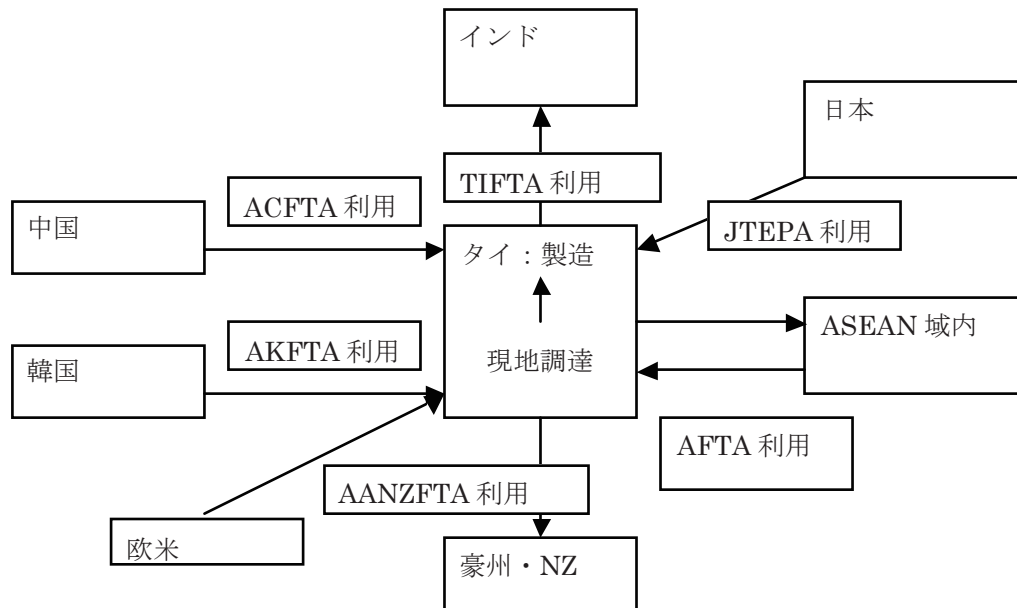 インド
日本
TIFTA 利用
ACFTA 利用
JTEPA 利用
中国
タイ：製造
ASEAN 域内
AKFTA 利用
韓国
現地調達
AFTA 利用
AANZFTA 利用
欧米
豪州・NZ